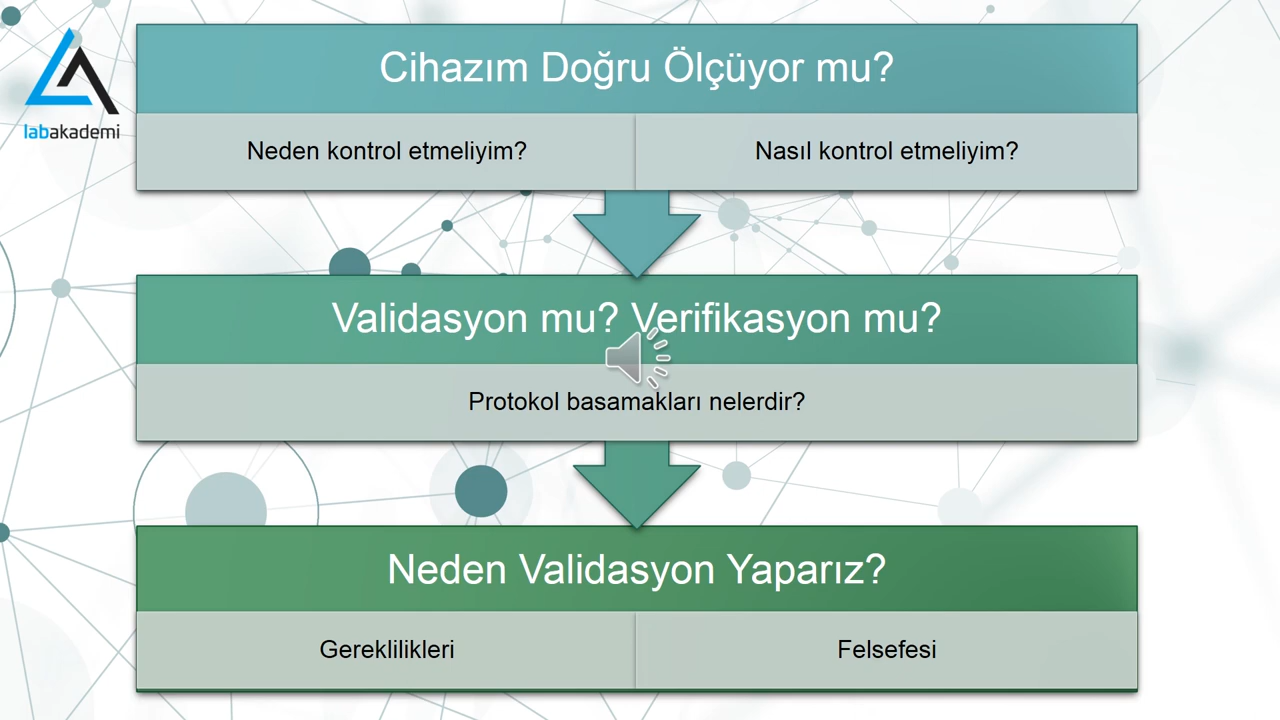 labakademi
Cihazım Doğru Ölçüyor mu?
Neden kontrol etmeliyim?
Nasıl kontrol etmeliyim?
Validasyon mu? Verifikasyon mu?
Protokol basamakları nelerdir?
Neden Validasyon Yaparız?
Gereklilikleri
Felsefesi